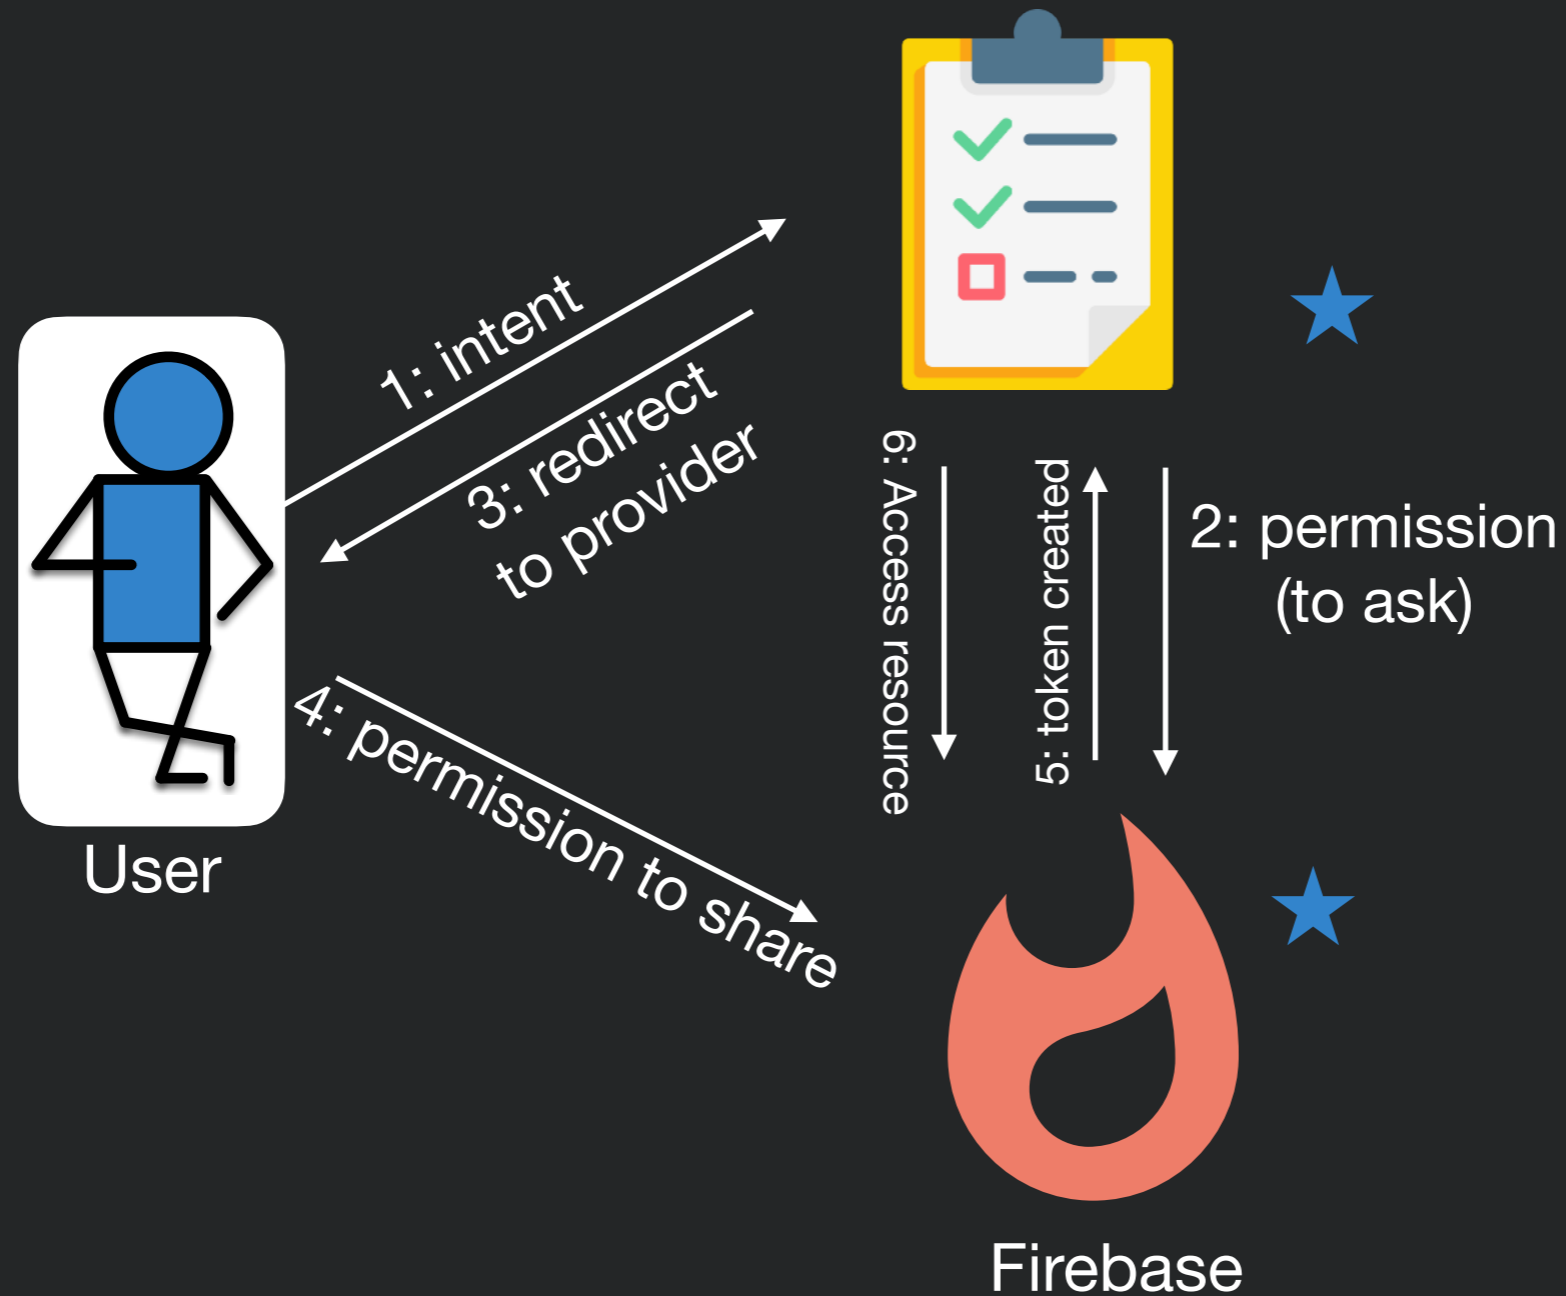 1: intent
3: redirect
to provider
6: Access resource
5: token created
2: permission
(to ask)
4: permission to share
User
Firebase